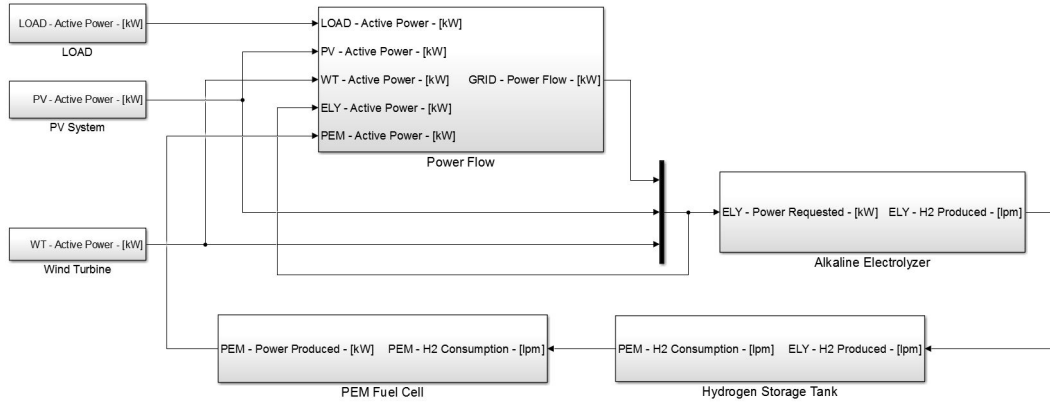 LOAD - Active Power - [kW]
LOAD
PV - Active Power - [kW]
PV System
WT - Active Power - [kW]
Wind Turbine
LOAD - Active Power - [kW]
PV - Active Power - [kW]
WT - Active Power - [kW]
GRID - Power Flow - [kW]
ELY - Active Power - [kW]
PEM - Active Power - [kW]
Power Flow
ELY - Power Requested - [kW]
ELY - H2 Produced - [lpm]
Alkaline Electrolyzer
PEM - Power Produced - [kW]
PEM - H2 Consumption - [lpm]
PEM Fuel Cell
PEM - H2 Consumption - [lpm]
ELY - H2 Produced - [lpm]
Hydrogen Storage Tank